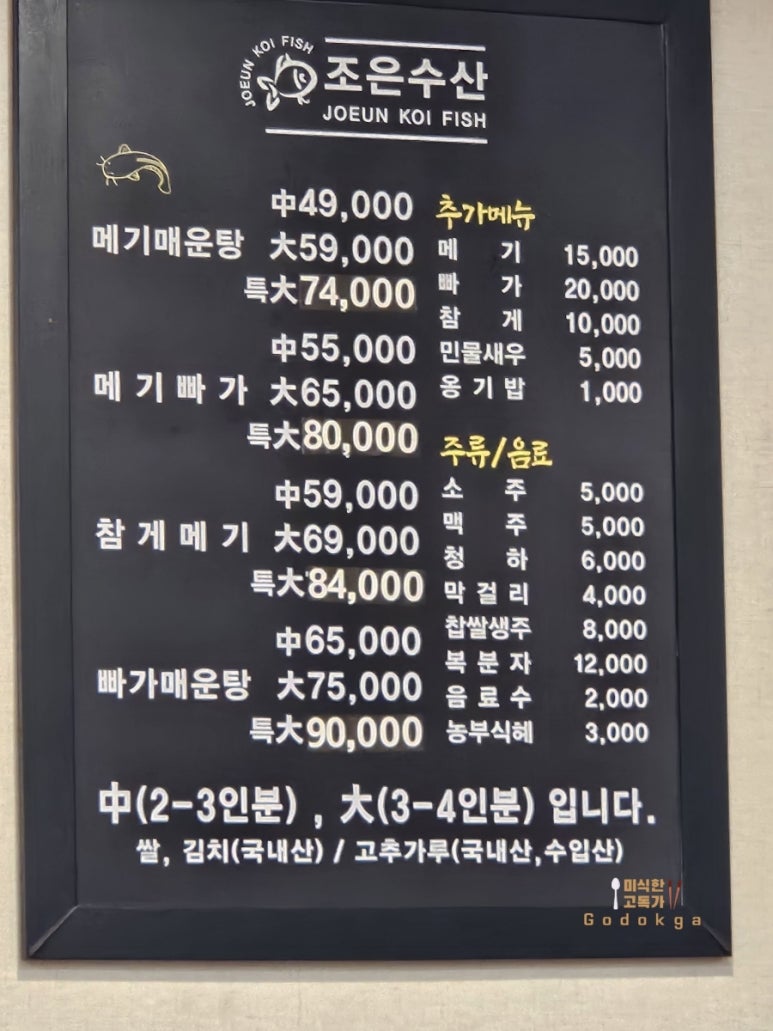 JOEUN KOI FISH
조은수산
JOEUN KOI FISH
中49,000
메기매운탕 大59,000
특大74,000
中55,000
메기빠가 大65,000
특大80,000
中59,000
참게메기 大69,000
특大84,000
中65,000
빠가매운탕 大75,000
특大90,000
추가메뉴
메기 15,000
빠가 20,000
참게 10,000
민물새우 5,000
옹기밥 1,000
주류/음료
소주 5,000
맥주 5,000
청하 6,000
막걸리 4,000
찹쌀생주 8,000
복분자 12,000
음료수 2,000
농부식혜 3,000
中(2-3인분) , 大(3-4인분) 입니다.
쌀, 김치(국내산) / 고추가루(국내산,수입산)
미식한
고독가
Godokga